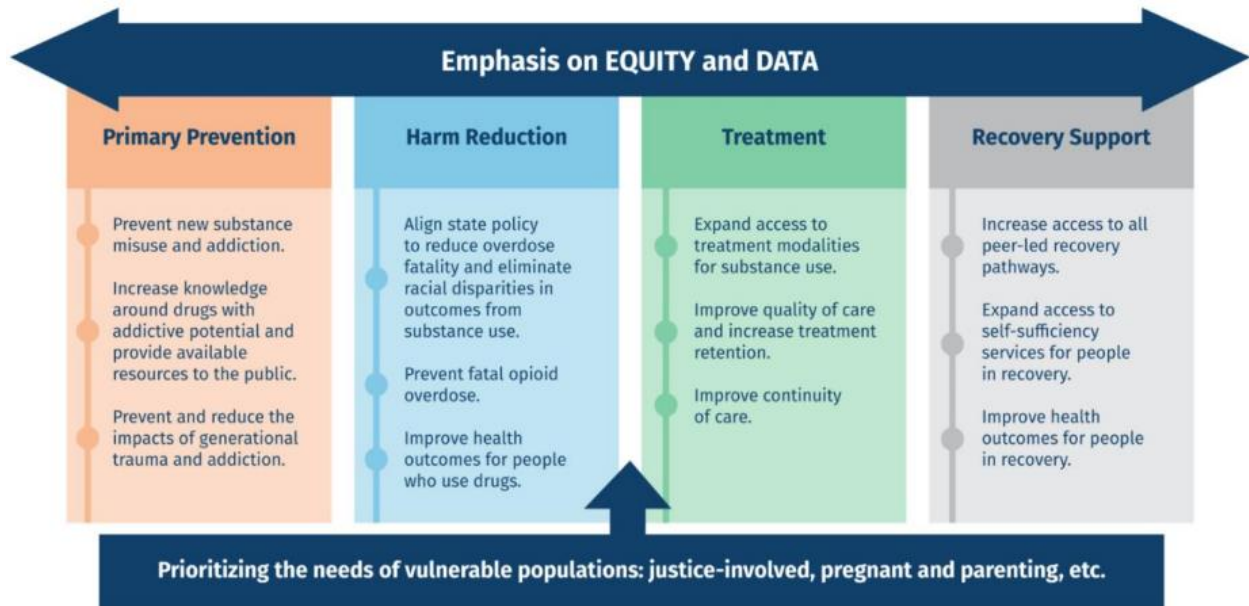 Emphasis on EQUITY and DATA
Primary Prevention
Prevent new substance
misuse and addiction.
Increase knowledge
around drugs with
addictive potential and
provide available
resources to the public.
Prevent and reduce the
impacts of generational
trauma and addiction.
Harm Reduction
Align state policy
to reduce overdose
fatality and eliminate
racial disparities in
outcomes from
substance use.
Prevent fatal opioid
overdose.
Improve health
outcomes for people
who use drugs.
Treatment
Expand access to
treatment modalities
for substance use.
Improve quality of care
and increase treatment
retention.
Improve continuity
of care.
Recovery Support
Increase access to all
peer-led recovery
pathways.
Expand access to
self-sufficiency
services for people
in recovery.
Improve health
outcomes for people
in recovery.
Prioritizing the needs of vulnerable populations: justice-involved, pregnant and parenting, etc.